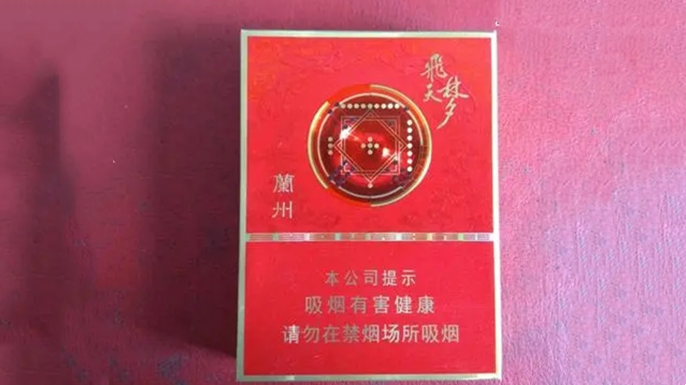 飛天夢
蘭州
本公司提示
吸烟有害健康
请勿在禁烟场所吸烟